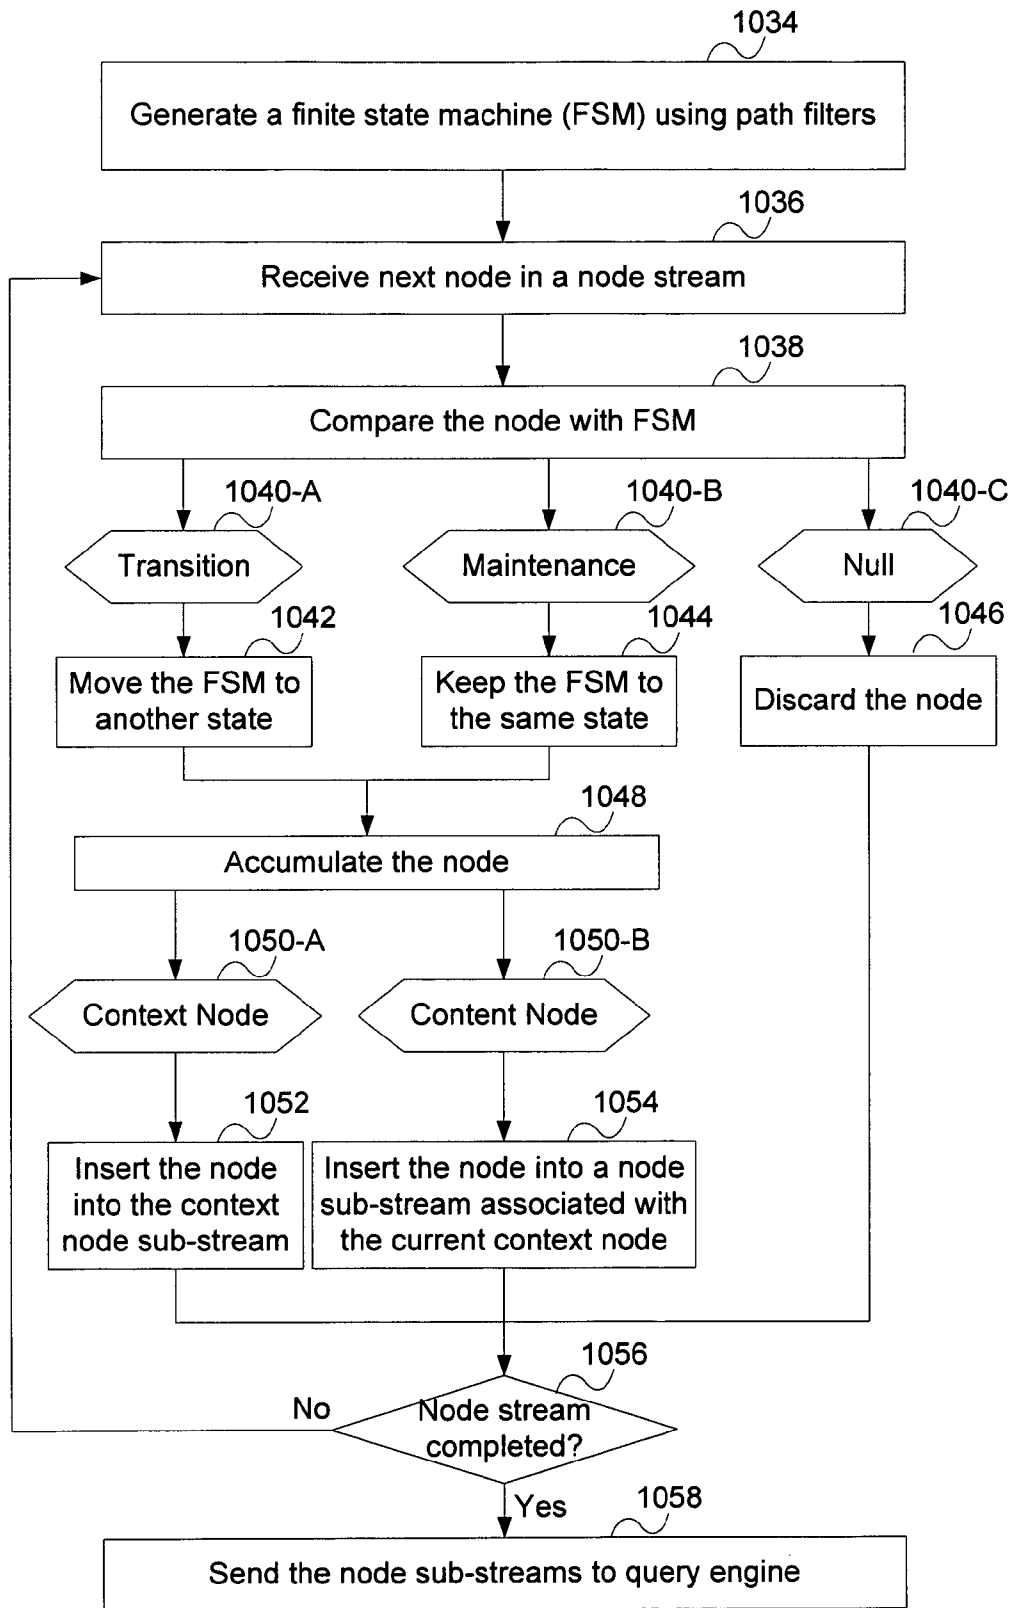 1034
Generate a finite state machine (FSM) using path filters
1036
Receive next node in a node stream
1038
Compare the node with FSM
1040-A
1040-B
1040-C
Transition
Maintenance
Null
1042
1044
1046
Move the FSM to
another state
Keep the FSM to
the same state
Discard the node
1048
Accumulate the node
1050-A
1050-B
Context Node
Content Node
1052
1054
Insert the node
into the context
node sub-stream
Insert the node into a node
sub-stream associated with
the current context node
1056
No
Node stream
completed?
Yes
1058
Send the node sub-streams to query engine